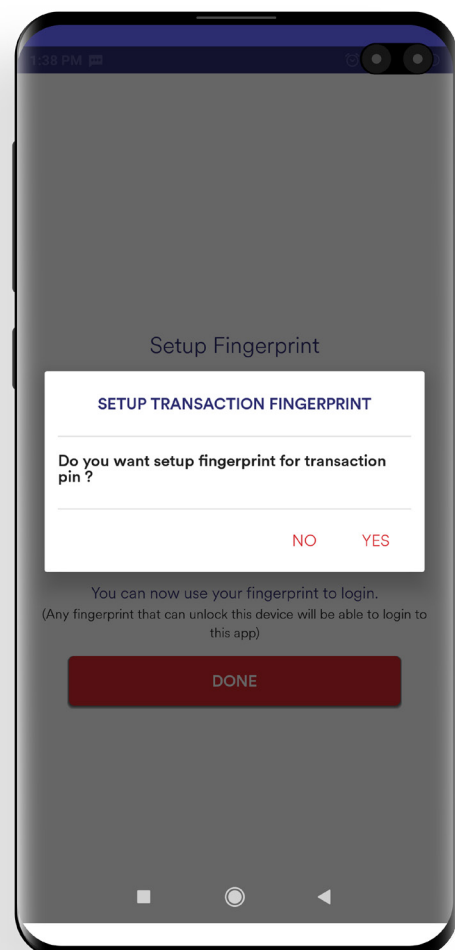 1:38 PM
Setup Fingerprint
SETUP TRANSACTION FINGERPRINT
Do you want setup fingerprint for transaction
pin ?
NO YES
You can now use your fingerprint to login.
(Any fingerprint that can unlock this device will be able to login to
this app)
DONE